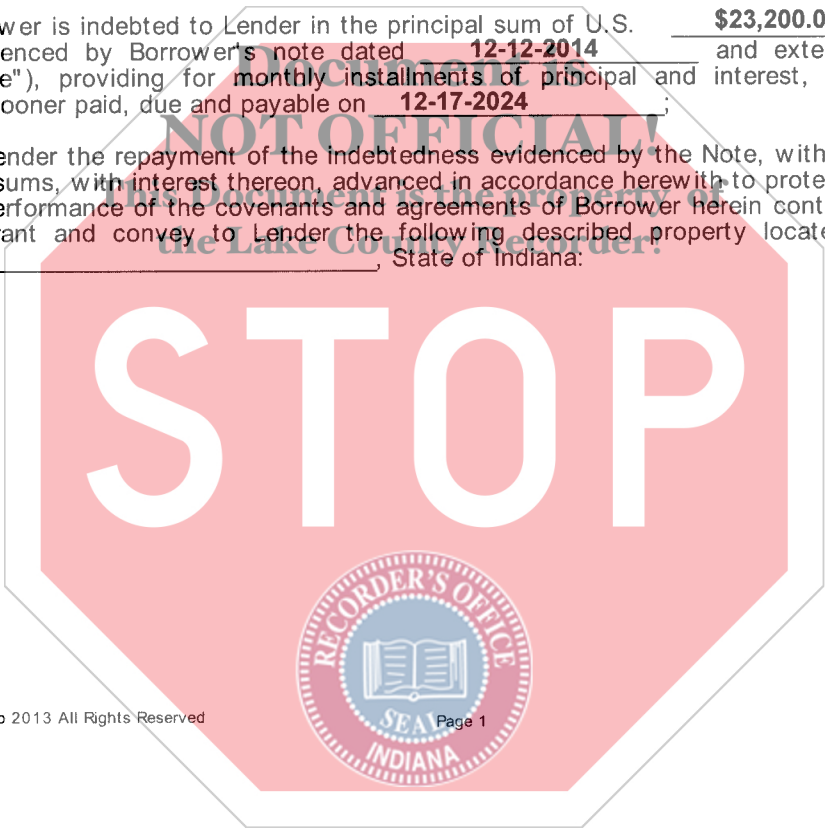 wer is indebted to Lender in the principal sum of U.S. $23,200.0
enced by Borrower's note dated 12-12-2014 and exte
e"), providing for monthly installments of principal and interest,
ooner paid, due and payable on 12-17-2024 ;
ender the repayment of the indebtedness evidenced by the Note, with
sums, with interest thereon, advanced in accordance herewith to prote
erformance of the covenants and agreements of Borrower herein cont
rant and convey to Lender the following described property locate
, State of Indiana:
Document is
NOT OFFICIAL!
This Document is the property of
the Lake County Recorder!
STOP
RECORDER'S OFFICE
SEAL
INDIANA
2013 All Rights Reserved
Page 1